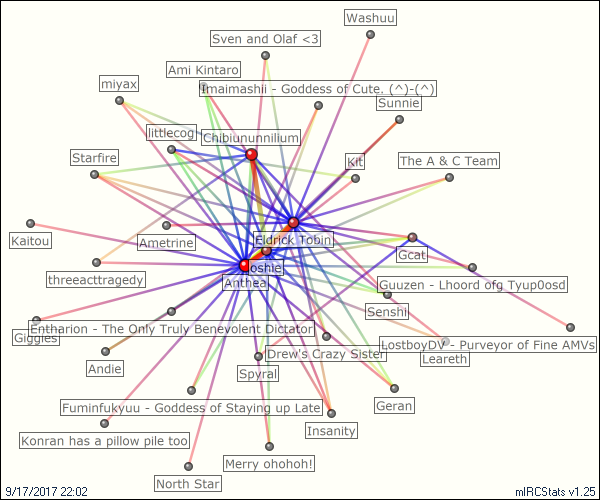 Washuu
Sven and Olaf <3
Ami Kintaro
miyax
Imaimashii - Goddess of Cute. (^)-(^)
Sunnie
littlecog
Chibiununnilium
Starfire
Kit
The A & C Team
Kaitou
Ametrine
Eldrick Tobin
Gcat
oshie
threeacttragedy
Anthea
Guuzen - Lhoord ofg Tyup0osd
Senshi
Giggles
Entharion - The Only Truly Benevolent Dictator
LostboyDV - Purveyor of Fine AMVs
Drew's Crazy Sister
Leareth
Andie
Spyral
Fuminfukyuu - Goddess of Staying up Late
Geran
Insanity
Konran has a pillow pile too
Merry ohohoh!
North Star
9/17/2017 22:02
mIRCStats v1.25